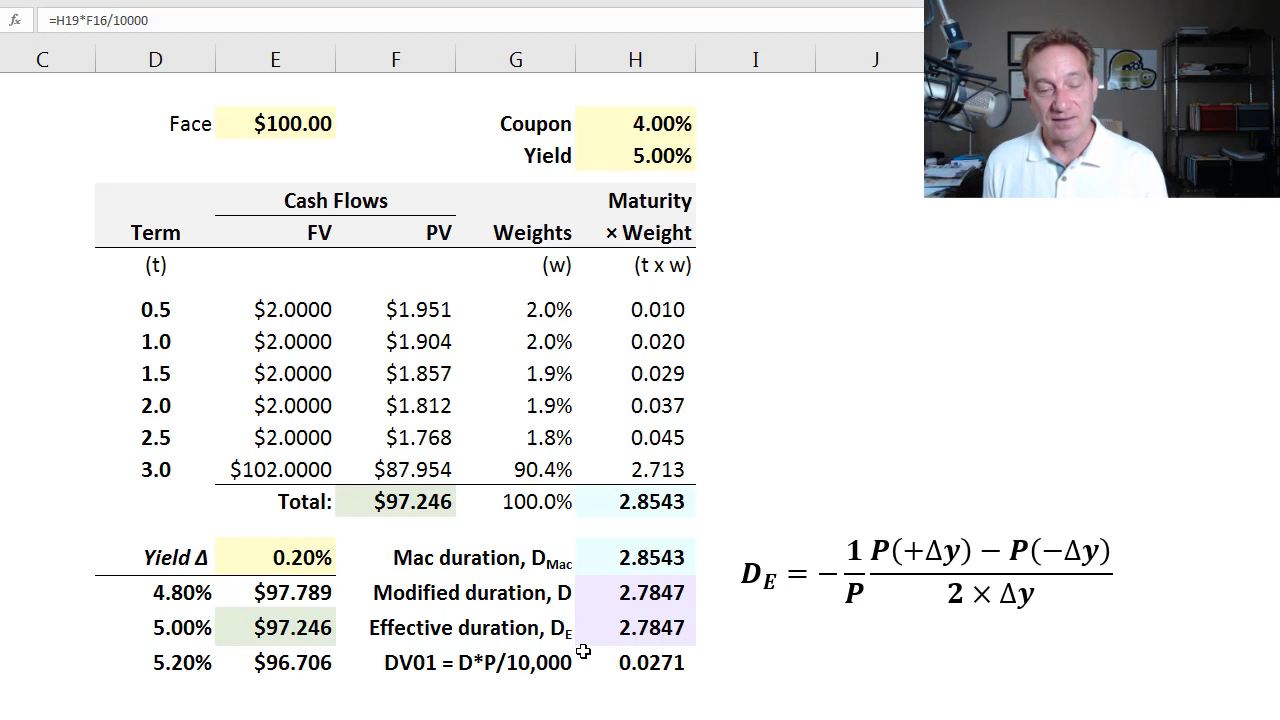 fx =H19*F16/10000
C D E F G H I J
Face $100.00 Coupon 4.00%
Yield 5.00%
Cash Flows Maturity
Term FV PV Weights × Weight
(t) (w) (t x w)
0.5 $2.0000 $1.951 2.0% 0.010
1.0 $2.0000 $1.904 2.0% 0.020
1.5 $2.0000 $1.857 1.9% 0.029
2.0 $2.0000 $1.812 1.9% 0.037
2.5 $2.0000 $1.768 1.8% 0.045
3.0 $102.0000 $87.954 90.4% 2.713
Total: $97.246 100.0% 2.8543
Yield Δ 0.20% Mac duration, DMac 2.8543
4.80% $97.789 Modified duration, D 2.7847
5.00% $97.246 Effective duration, DE 2.7847
5.20% $96.706 DV01 = D*P/10,000 0.0271
DE = − 1/P P(+Δy) − P(−Δy) / 2 × Δy